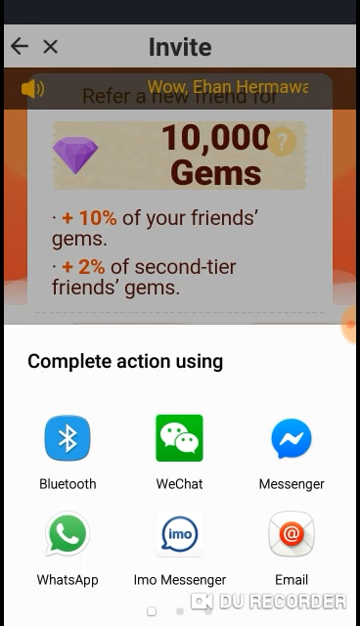 Invite
Wow, Ehan Hermawa
Refer a new friend for
10,000 ?
Gems
· + 10% of your friends’
gems.
· + 2% of second-tier
friends’ gems.
Complete action using
Bluetooth WeChat Messenger
imo
WhatsApp Imo Messenger Email
DU RECORDER